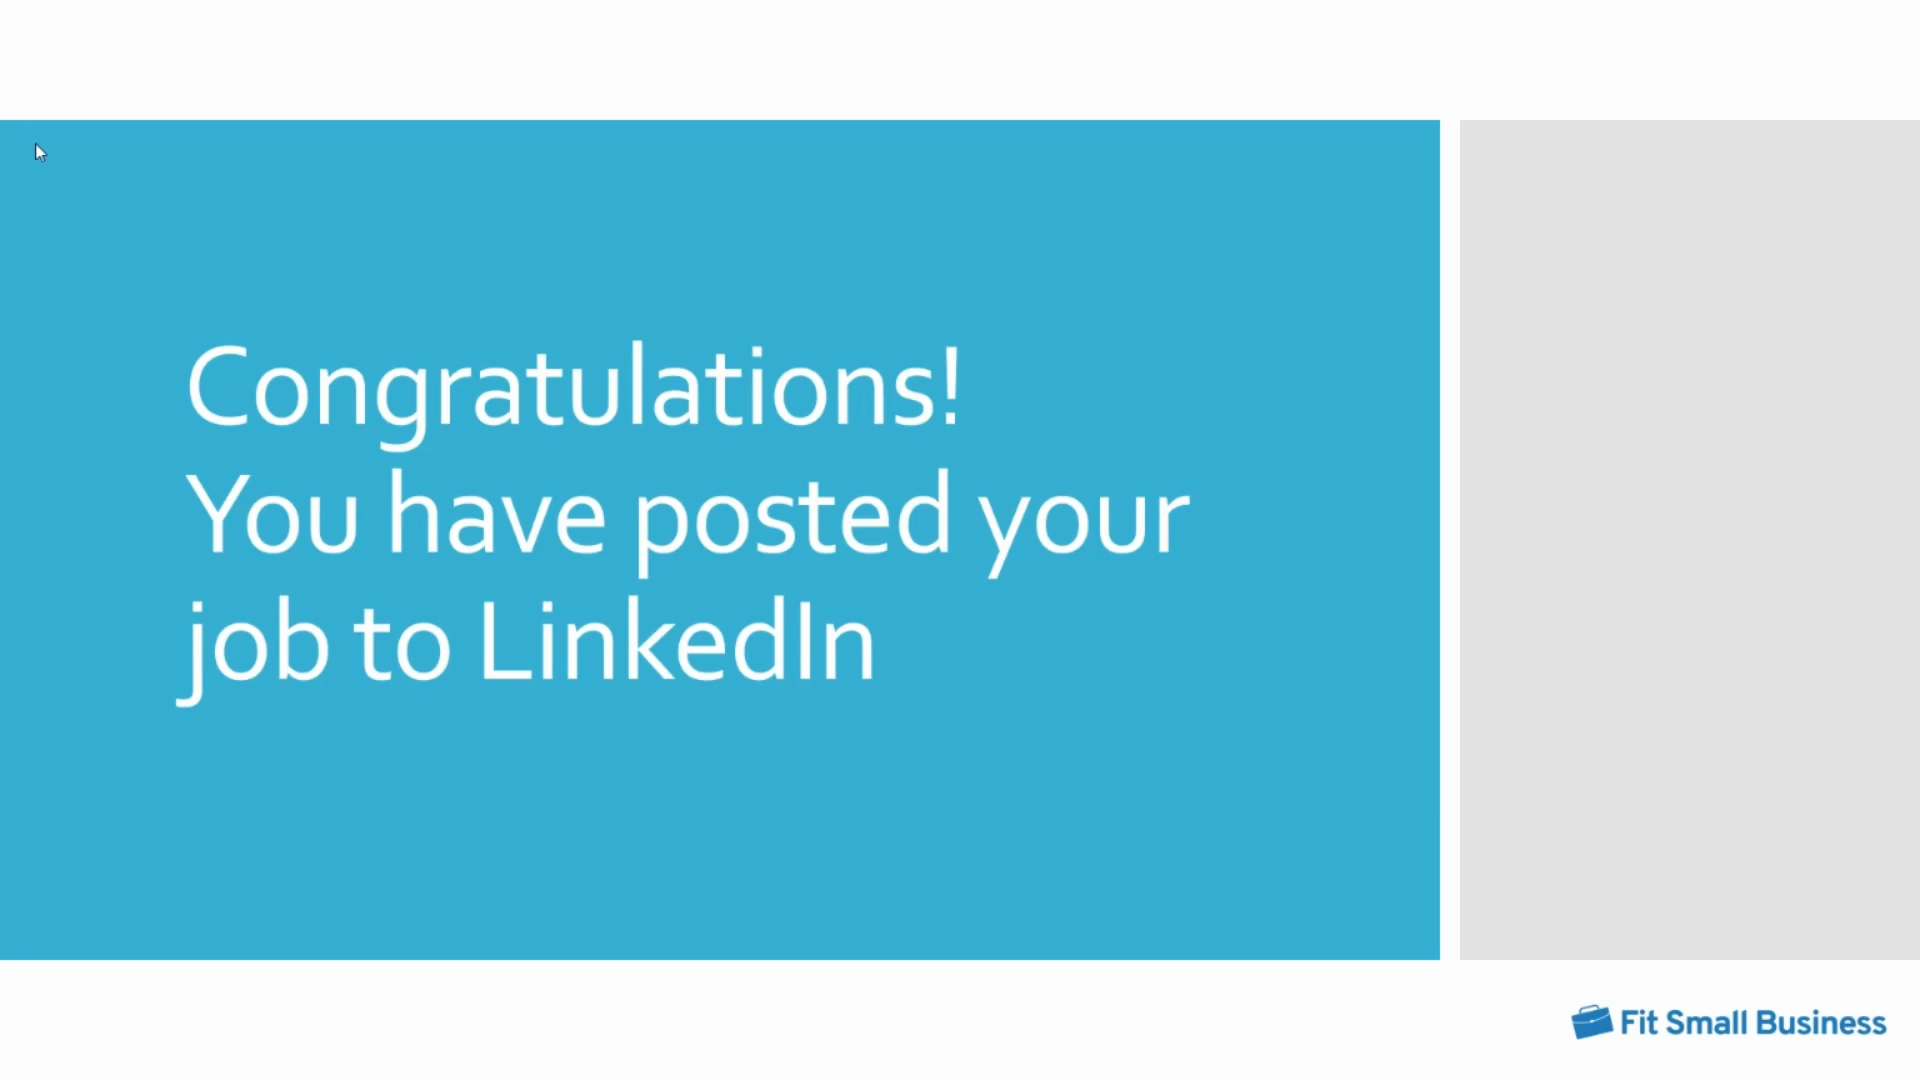 Congratulations!
You have posted your
job to LinkedIn
Fit Small Business